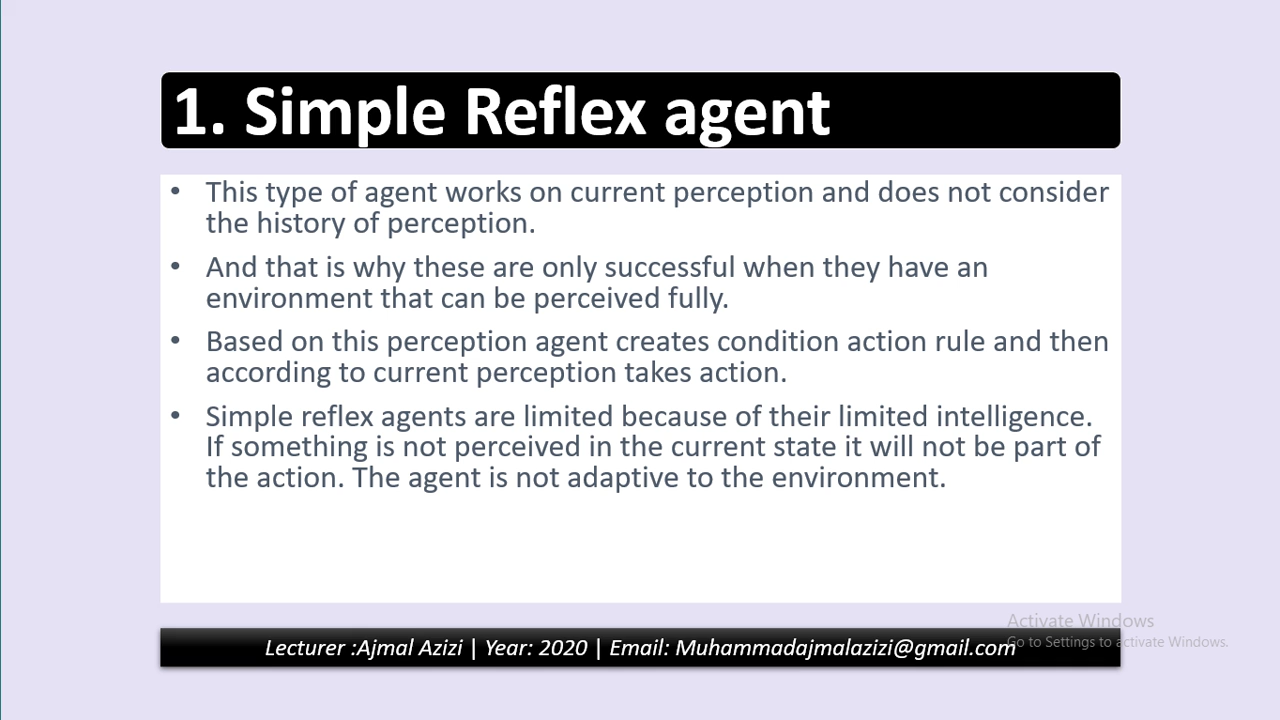 1. Simple Reflex agent
• This type of agent works on current perception and does not consider
the history of perception.
• And that is why these are only successful when they have an
environment that can be perceived fully.
• Based on this perception agent creates condition action rule and then
according to current perception takes action.
• Simple reflex agents are limited because of their limited intelligence.
If something is not perceived in the current state it will not be part of
the action. The agent is not adaptive to the environment.
Activate Windows
Go to Settings to activate Windows.
Lecturer :Ajmal Azizi | Year: 2020 | Email: Muhammadajmalazizi@gmail.com